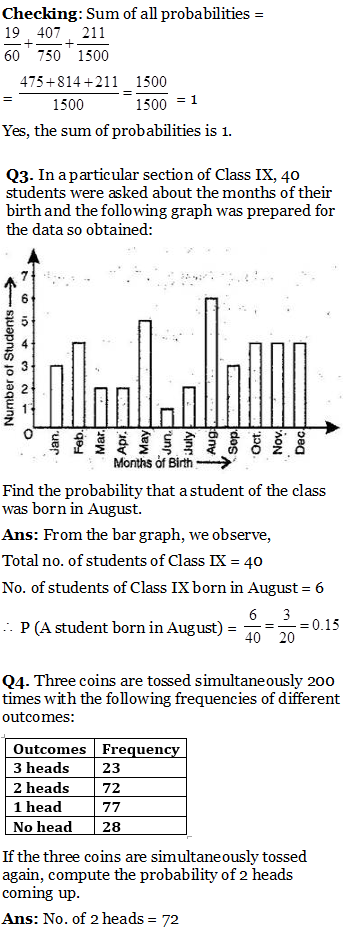 Checking: Sum of all probabilities =
19/60 + 407/750 + 211/1500
= 475+814+211/1500 = 1500/1500 = 1
Yes, the sum of probabilities is 1.
Q3. In a particular section of Class IX, 40
students were asked about the months of their
birth and the following graph was prepared for
the data so obtained:
Number of Students
7
6
5
4
3
2
1
O
Jan. Feb. Mar. Apr. May Jun. July Aug. Sep. Oct. Nov. Dec.
Months of Birth
Find the probability that a student of the class
was born in August.
Ans: From the bar graph, we observe,
Total no. of students of Class IX = 40
No. of students of Class IX born in August = 6
∴ P (A student born in August) = 6/40 = 3/20 = 0.15
Q4. Three coins are tossed simultaneously 200
times with the following frequencies of different
outcomes:
Outcomes Frequency
3 heads 23
2 heads 72
1 head 77
No head 28
If the three coins are simultaneously tossed
again, compute the probability of 2 heads
coming up.
Ans: No. of 2 heads = 72